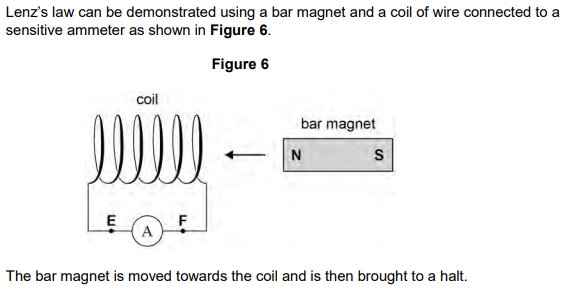 Lenz’s law can be demonstrated using a bar magnet and a coil of wire connected to a
sensitive ammeter as shown in Figure 6.
Figure 6
coil
bar magnet
N S
E A F
The bar magnet is moved towards the coil and is then brought to a halt.